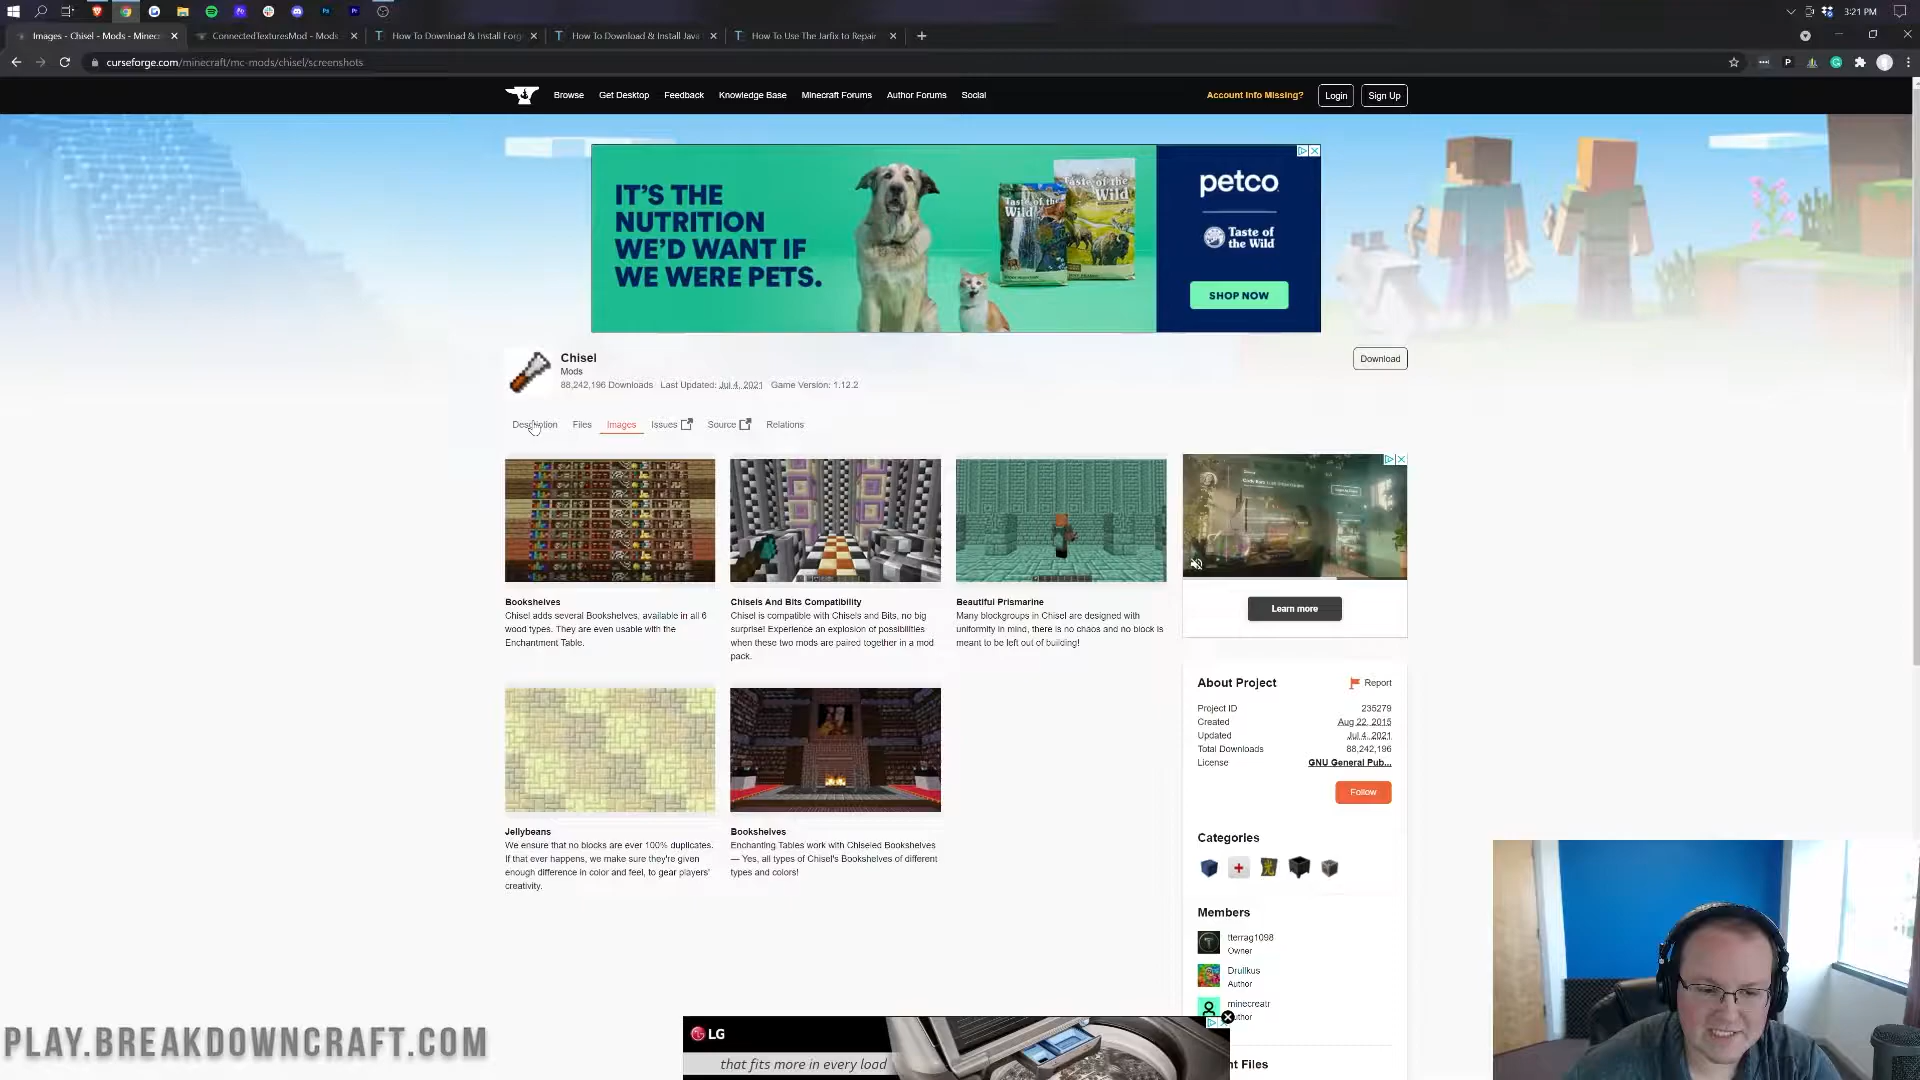 3:21 PM
Images - Chisel - Mods - Minec
ConnectedTexturesMod - Mods
How To Download & Install Forg
How To Download & Install Java
How To Use The Jarfix to Repair
curseforge.com/minecraft/mc-mods/chisel/screenshots
Browse Get Desktop Feedback Knowledge Base Minecraft Forums Author Forums Social
Account Info Missing? Login Sign Up
IT'S THE
NUTRITION
WE'D WANT IF
WE WERE PETS.
Taste of the Wild
Taste of the Wild
petco
Taste of
the Wild
SHOP NOW
Chisel
Mods
88,242,196 Downloads Last Updated: Jul 4, 2021 Game Version: 1.12.2
Download
Description Files Images Issues Source Relations
Bookshelves
Chisel adds several Bookshelves, available in all 6
wood types. They are even usable with the
Enchantment Table.
Chisels And Bits Compatibility
Chisel is compatible with Chisels and Bits, no big
surprise! Experience an explosion of possibilities
when these two mods are paired together in a mod
pack.
Beautiful Prismarine
Many blockgroups in Chisel are designed with
uniformity in mind, there is no chaos and no block is
meant to be left out of building!
Learn more
Jellybeans
We ensure that no blocks are ever 100% duplicates.
If that ever happens, we make sure they're given
enough difference in color and feel, to gear players'
creativity.
Bookshelves
Enchanting Tables work with Chiseled Bookshelves
— Yes, all types of Chisel's Bookshelves of different
types and colors!
About Project Report
Project ID 235279
Created Aug 22, 2015
Updated Jul 4, 2021
Total Downloads 88,242,196
License GNU General Pub...
Follow
Categories
Members
tterrag1098
Owner
Drullkus
Author
minecreatr
uthor
nt Files
LG
that fits more in every load
PLAY.BREAKDOWNCRAFT.COM